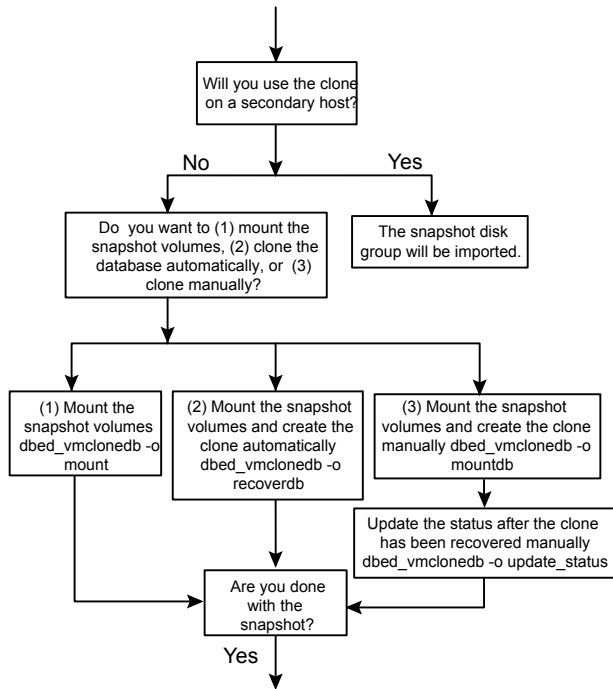 Will you use the clone
on a secondary host?
No
Yes
Do you want to (1) mount the
snapshot volumes, (2) clone the
database automatically, or (3)
clone manually?
The snapshot disk
group will be imported.
(1) Mount the
snapshot volumes
dbed_vmclonedb -o
mount
(2) Mount the snapshot
volumes and create the
clone automatically
dbed_vmclonedb -o
recoverdb
(3) Mount the snapshot
volumes and create the clone
manually dbed_vmclonedb -o
mountdb
Update the status after the clone
has been recovered manually
dbed_vmclonedb -o update_status
Are you done
with the
snapshot?
Yes